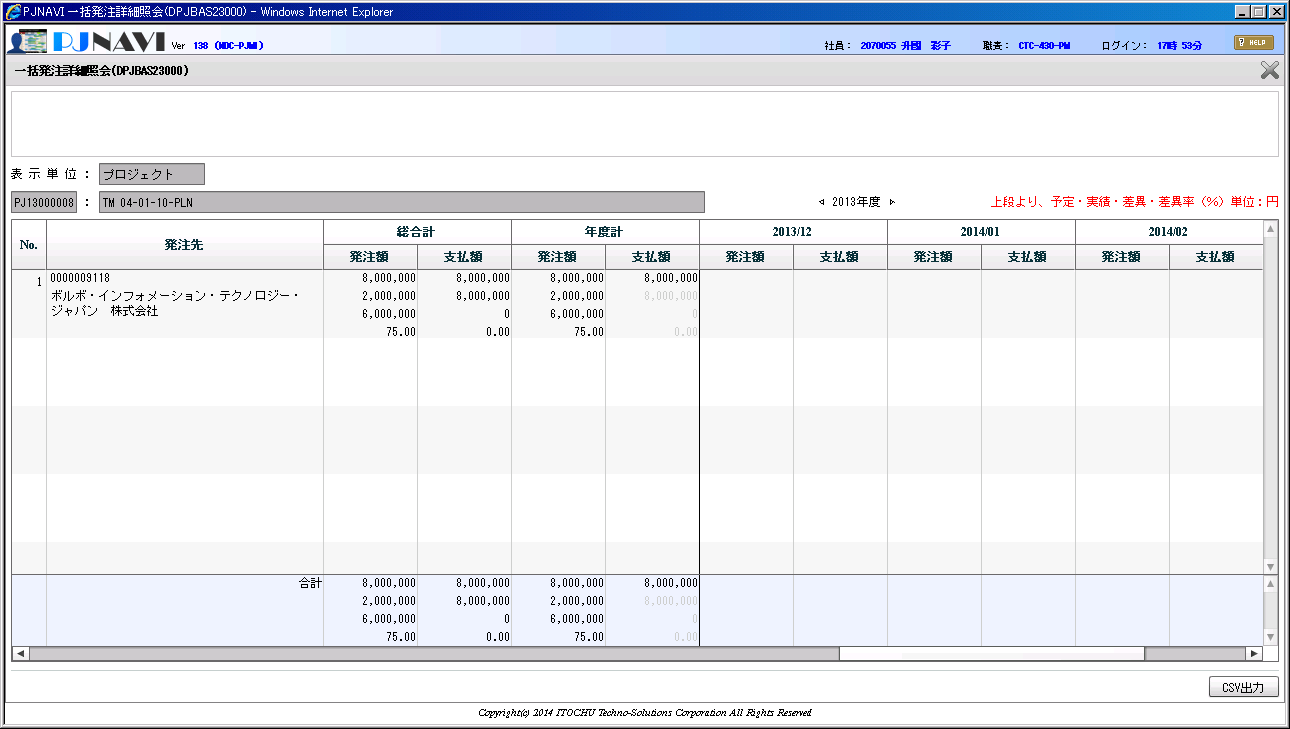 PJNAVI 一括発注詳細照会(DPJBAS23000) - Windows Internet Explorer
PJNAVI Ver 138 (NDC-PJMI) 社員： 2070055 升國 彩子 職責： CTC-430-PM ログイン： 17時 53分 ? HELP
一括発注詳細照会(DPJBAS23000)
表 示 単 位 ： プロジェクト
PJ13000008 ： TM 04-01-10-PLN 2013年度 上段より、予定・実績・差異・差異率（％）単位：円
No. 発注先 総合計 年度計 2013/12 2014/01 2014/02
発注額 支払額 発注額 支払額 発注額 支払額 発注額 支払額 発注額 支払額
1 0000009118 8,000,000 8,000,000 8,000,000 8,000,000
ボルボ・インフォメーション・テクノロジー・ 2,000,000 8,000,000 2,000,000 8,000,000
ジャパン　株式会社 6,000,000 0 6,000,000 0
75.00 0.00 75.00 0.00
合計 8,000,000 8,000,000 8,000,000 8,000,000
2,000,000 8,000,000 2,000,000 8,000,000
6,000,000 0 6,000,000 0
75.00 0.00 75.00 0.00
CSV出力
Copyright(c) 2014 ITOCHU Techno-Solutions Corporation All Rights Reserved